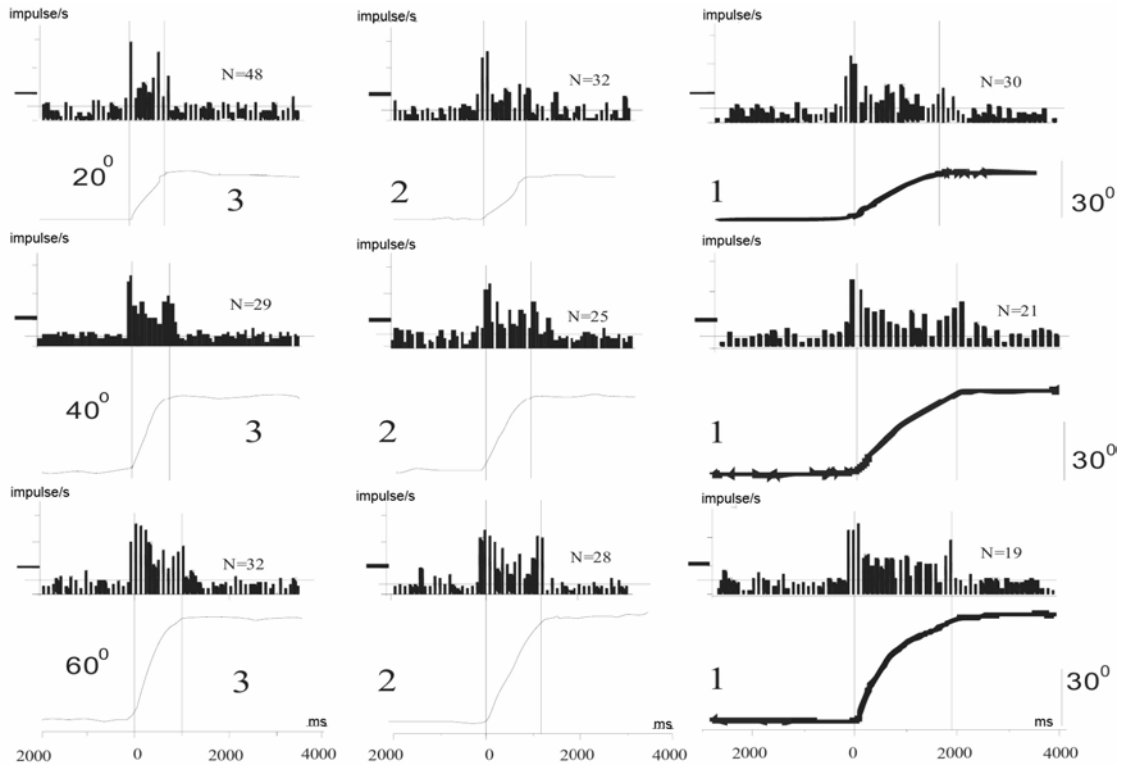 impulse/s impulse/s impulse/s
N=48 N=32 N=30
20⁰ 3 2 1 30⁰
impulse/s impulse/s impulse/s
N=29 N=25 N=21
40⁰ 3 2 1 30⁰
impulse/s impulse/s impulse/s
N=32 N=28 N=19
60⁰ 3 2 1 30⁰
ms ms
2000 0 2000 4000 2000 0 2000 4000 2000 0 2000 4000